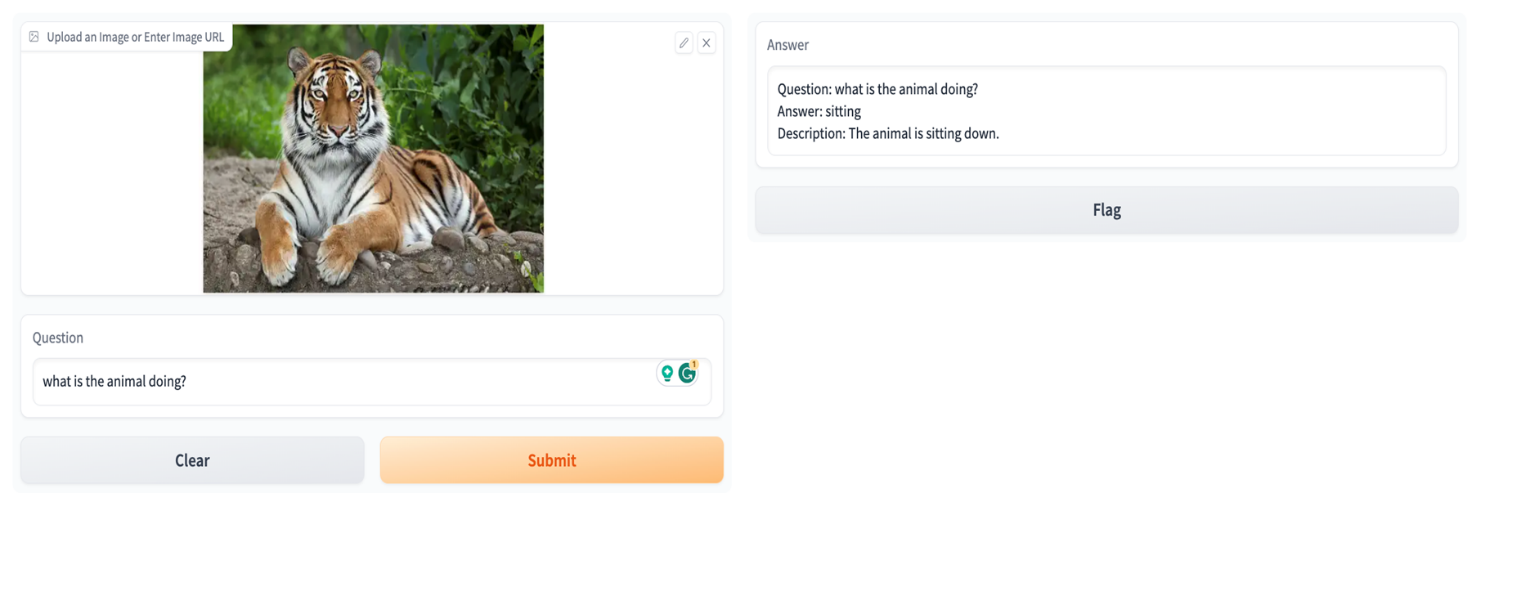 Upload an Image or Enter Image URL
Question
what is the animal doing?
1
Clear
Submit
Answer
Question: what is the animal doing?
Answer: sitting
Description: The animal is sitting down.
Flag